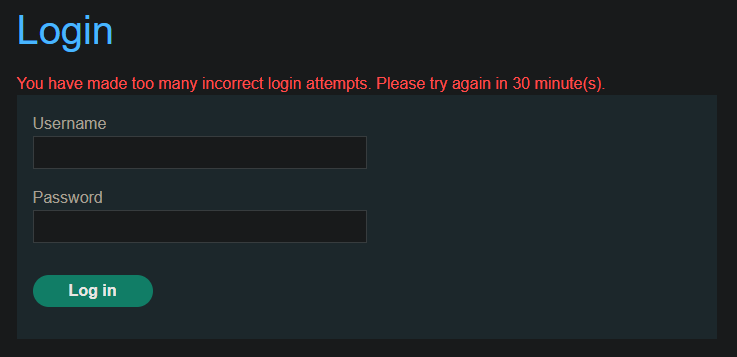 Login
You have made too many incorrect login attempts. Please try again in 30 minute(s).
Username
Password
Log in